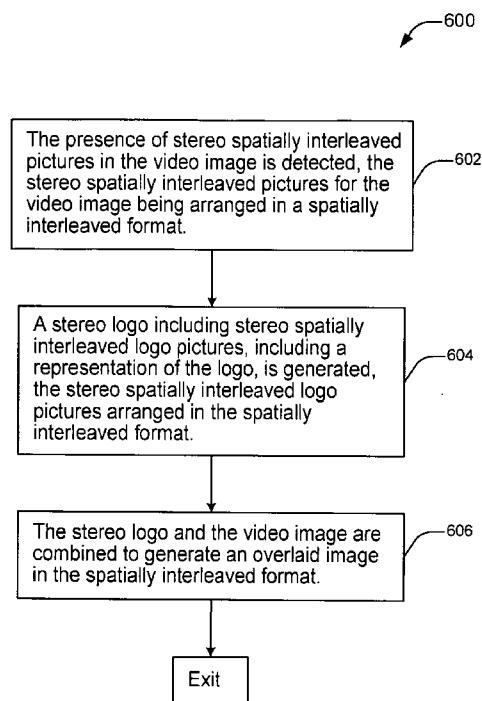 600
The presence of stereo spatially interleaved
pictures in the video image is detected, the
stereo spatially interleaved pictures for the
video image being arranged in a spatially
interleaved format.
602
A stereo logo including stereo spatially
interleaved logo pictures, including a
representation of the logo, is generated,
the stereo spatially interleaved logo
pictures arranged in the spatially
interleaved format.
604
The stereo logo and the video image are
combined to generate an overlaid image
in the spatially interleaved format.
606
Exit